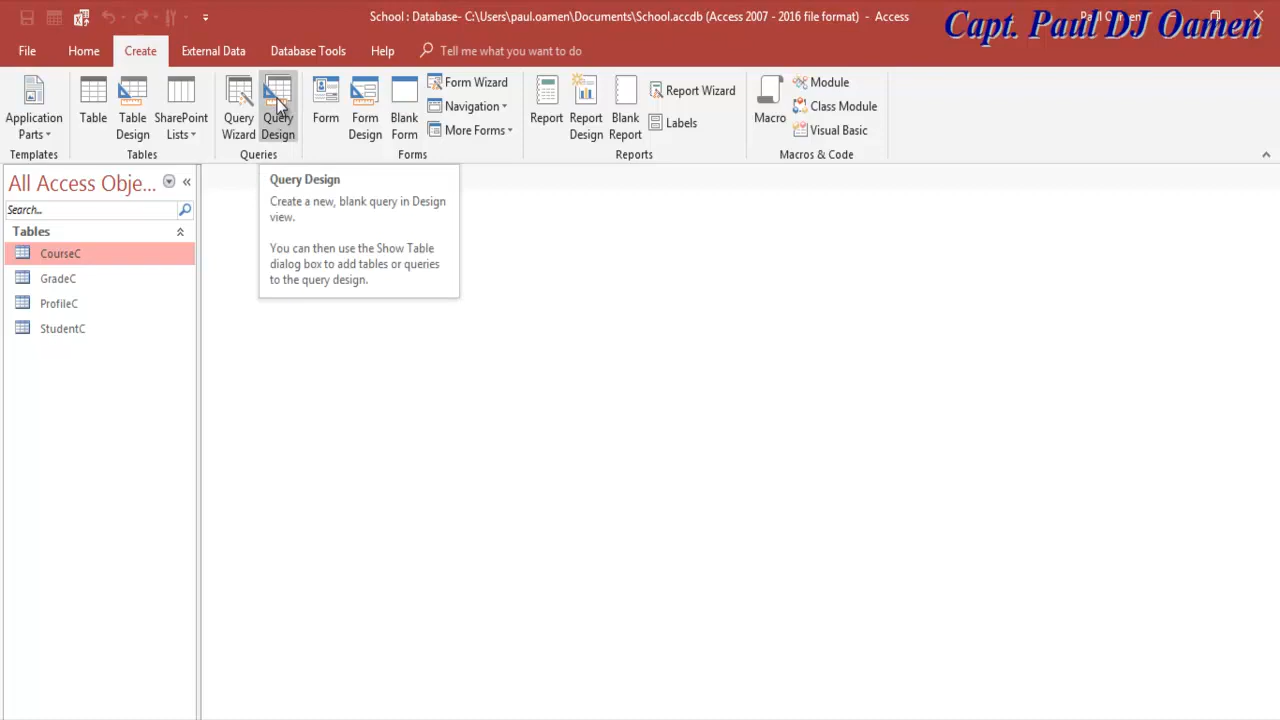 School : Database- C:\Users\paul.oamen\Documents\School.accdb (Access 2007 - 2016 file format) - Access
Capt. Paul DJ Oamen
File Home Create External Data Database Tools Help Tell me what you want to do
Application Parts
Templates
Table
Table Design
SharePoint Lists
Tables
Query Wizard
Query Design
Queries
Form
Form Design
Blank Form
Form Wizard
Navigation
More Forms
Forms
Report
Report Design
Blank Report
Report Wizard
Labels
Reports
Macro
Module
Class Module
Visual Basic
Macros & Code
All Access Obje...
Search...
Tables
CourseC
GradeC
ProfileC
StudentC
Query Design
Create a new, blank query in Design
view.
You can then use the Show Table
dialog box to add tables or queries
to the query design.